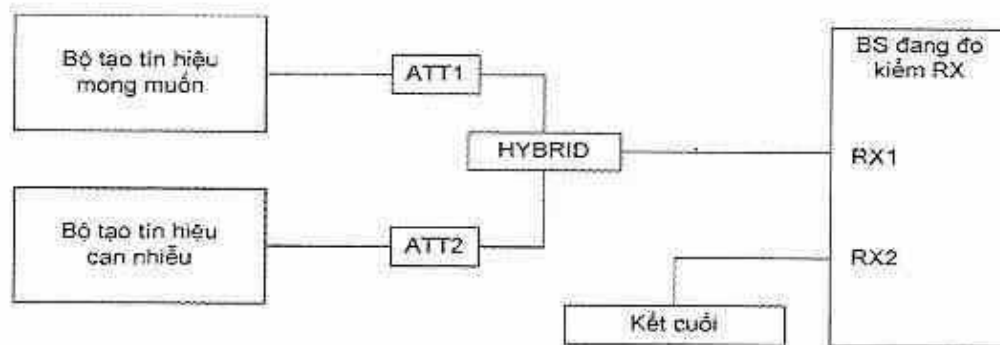 Bộ tạo tín hiệu
mong muốn
ATT1
BS đang đo
kiểm RX
HYBRID
RX1
Bộ tạo tín hiệu
can nhiễu
ATT2
RX2
Kết cuối